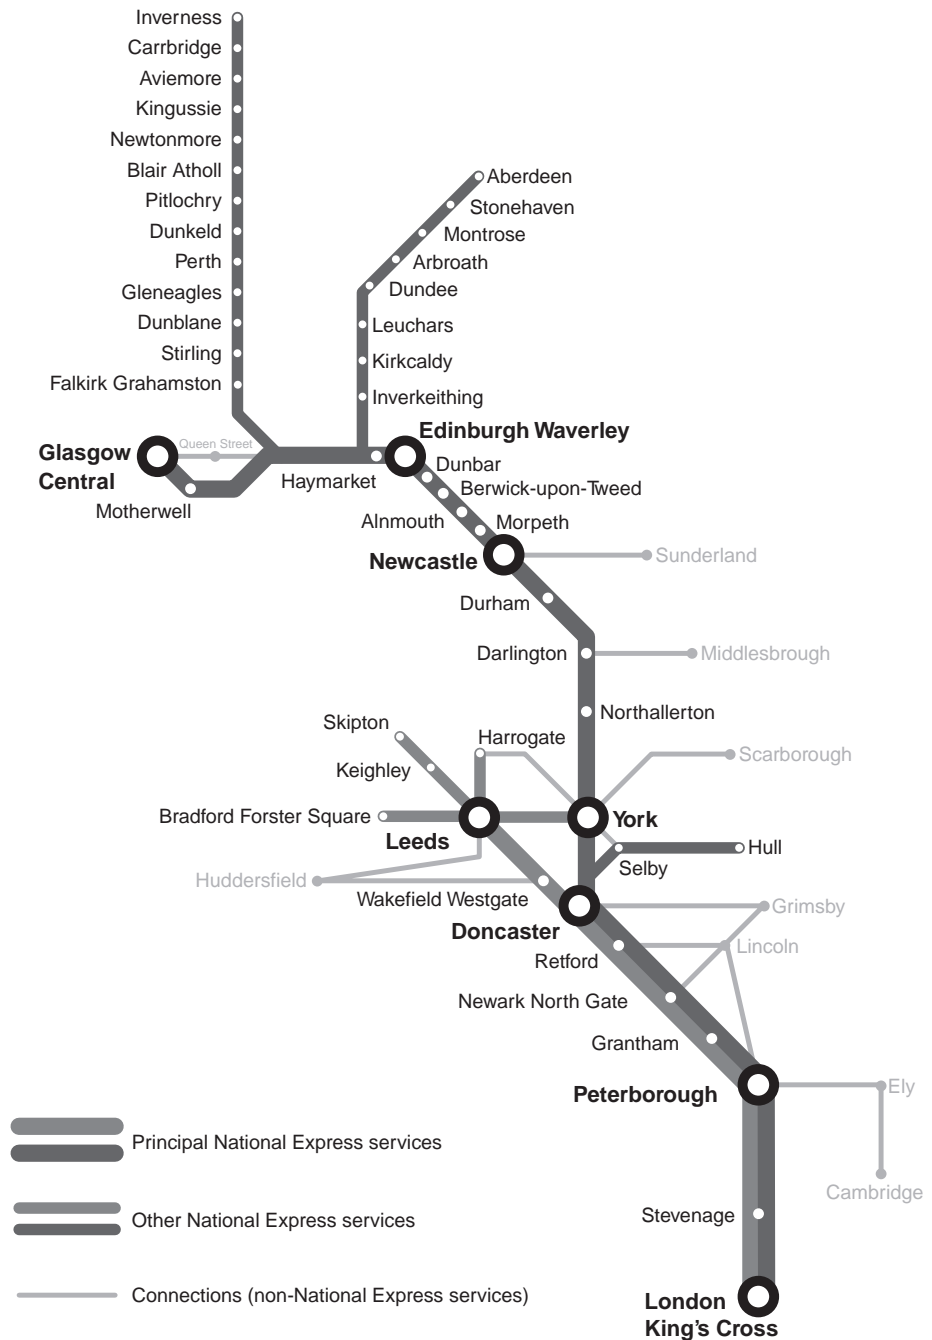 Inverness
Carrbridge
Aviemore
Kingussie
Newtonmore
Blair Atholl
Pitlochry
Dunkeld
Perth
Gleneagles
Dunblane
Stirling
Falkirk Grahamston
Aberdeen
Stonehaven
Montrose
Arbroath
Dundee
Leuchars
Kirkcaldy
Inverkeithing
Edinburgh Waverley
Glasgow
Central
Queen Street
Motherwell
Haymarket
Dunbar
Berwick-upon-Tweed
Alnmouth
Morpeth
Newcastle
Sunderland
Durham
Darlington
Middlesbrough
Northallerton
Skipton
Harrogate
Keighley
Scarborough
Bradford Forster Square
Leeds
York
Hull
Selby
Huddersfield
Wakefield Westgate
Grimsby
Doncaster
Lincoln
Retford
Newark North Gate
Grantham
Peterborough
Ely
Cambridge
Stevenage
London
King's Cross
Principal National Express services
Other National Express services
Connections (non-National Express services)